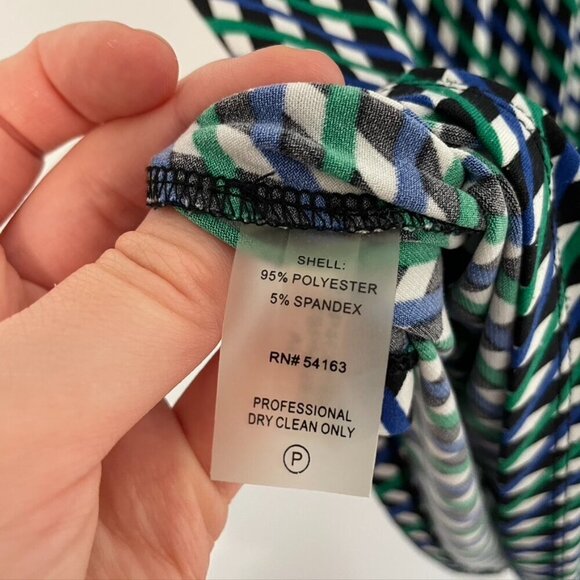 SHELL:
95% POLYESTER
5% SPANDEX
RN# 54163
PROFESSIONAL
DRY CLEAN ONLY
P